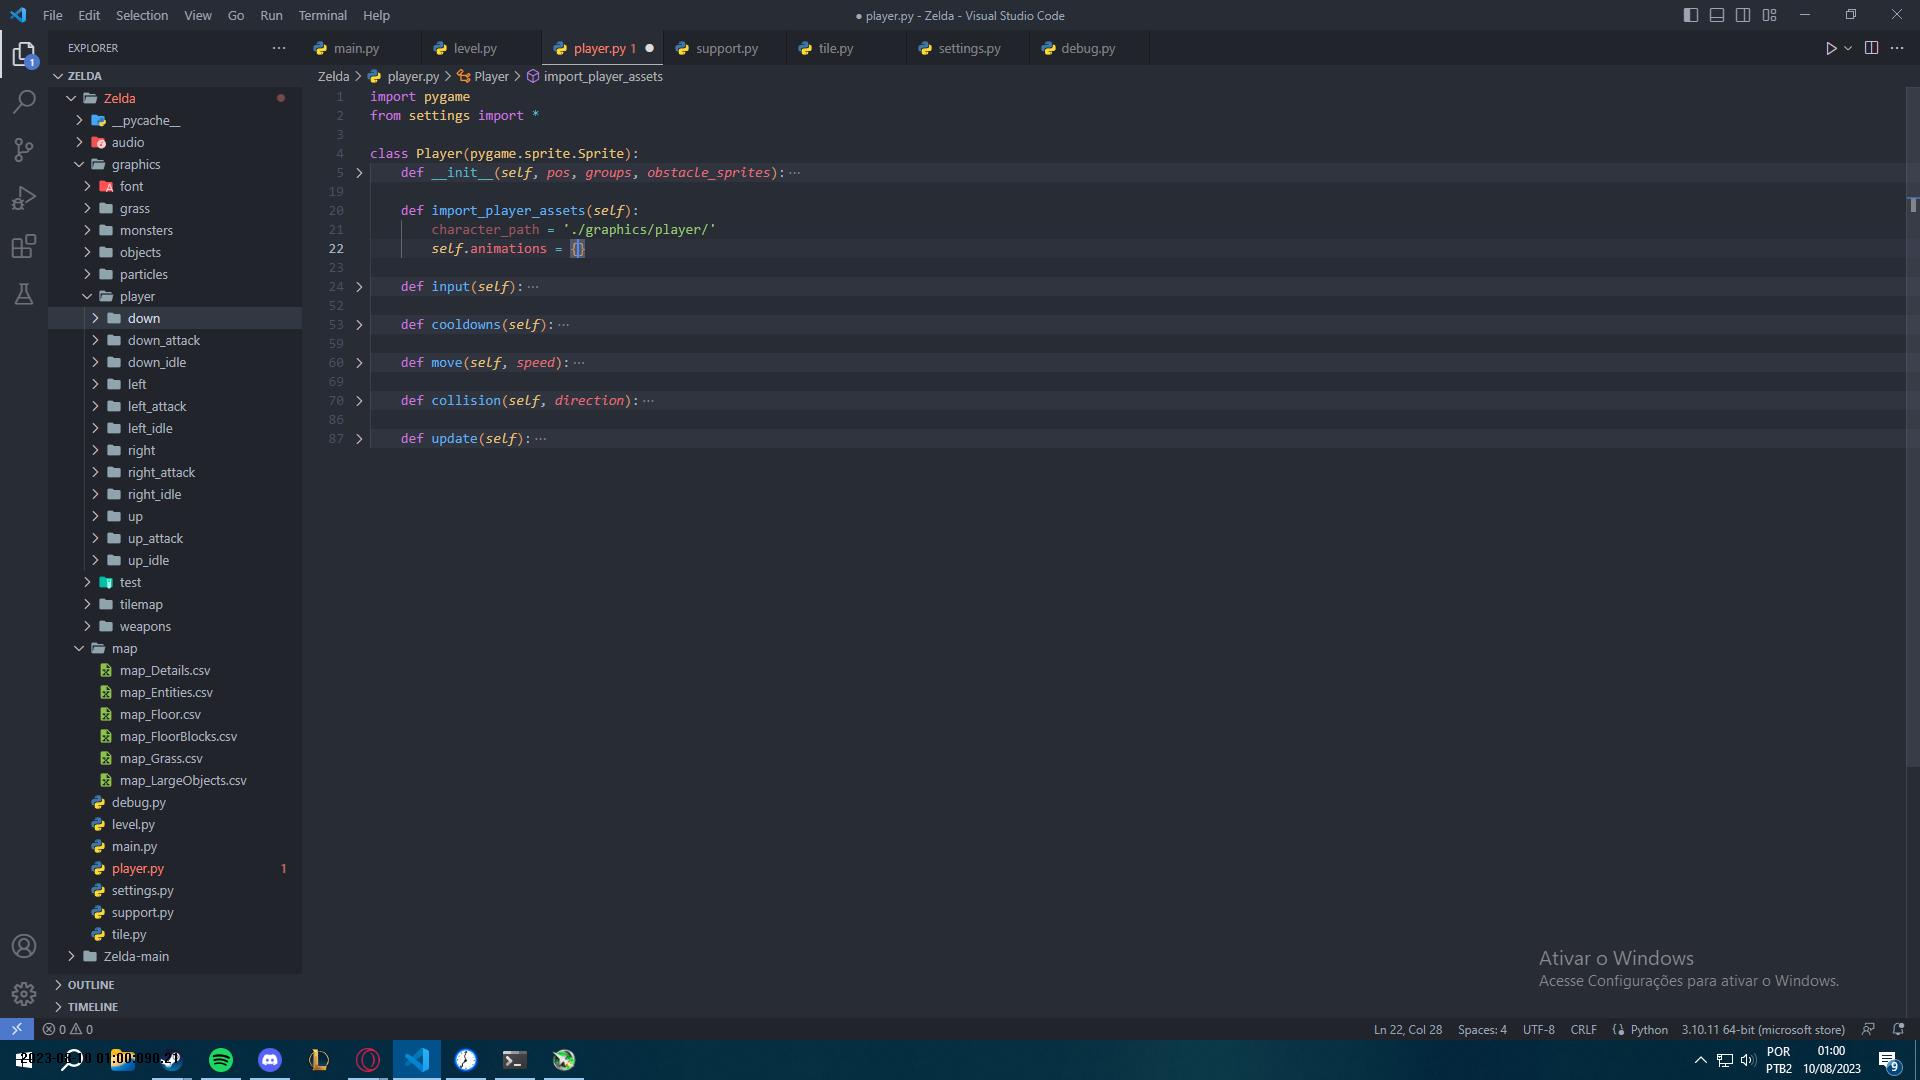 File Edit Selection View Go Run Terminal Help
● player.py - Zelda - Visual Studio Code
EXPLORER
main.py
level.py
player.py 1
support.py
tile.py
settings.py
debug.py
1
ZELDA
Zelda > player.py > Player > import_player_assets
Zelda
__pycache__
audio
graphics
font
grass
monsters
objects
particles
player
down
down_attack
down_idle
left
left_attack
left_idle
right
right_attack
right_idle
up
up_attack
up_idle
test
tilemap
weapons
map
map_Details.csv
map_Entities.csv
map_Floor.csv
map_FloorBlocks.csv
map_Grass.csv
map_LargeObjects.csv
debug.py
level.py
main.py
player.py 1
settings.py
support.py
tile.py
Zelda-main
OUTLINE
TIMELINE
1 import pygame
2 from settings import *
3
4 class Player(pygame.sprite.Sprite):
5 def __init__(self, pos, groups, obstacle_sprites): ...
19
20 def import_player_assets(self):
21 character_path = './graphics/player/'
22 self.animations = {}
23
24 def input(self): ...
52
53 def cooldowns(self): ...
59
60 def move(self, speed): ...
69
70 def collision(self, direction): ...
86
87 def update(self): ...
Ativar o Windows
Acesse Configurações para ativar o Windows.
0 0
Ln 22, Col 28 Spaces: 4 UTF-8 CRLF Python 3.10.11 64-bit (microsoft store)
POR
PTB2
01:00
10/08/2023
9